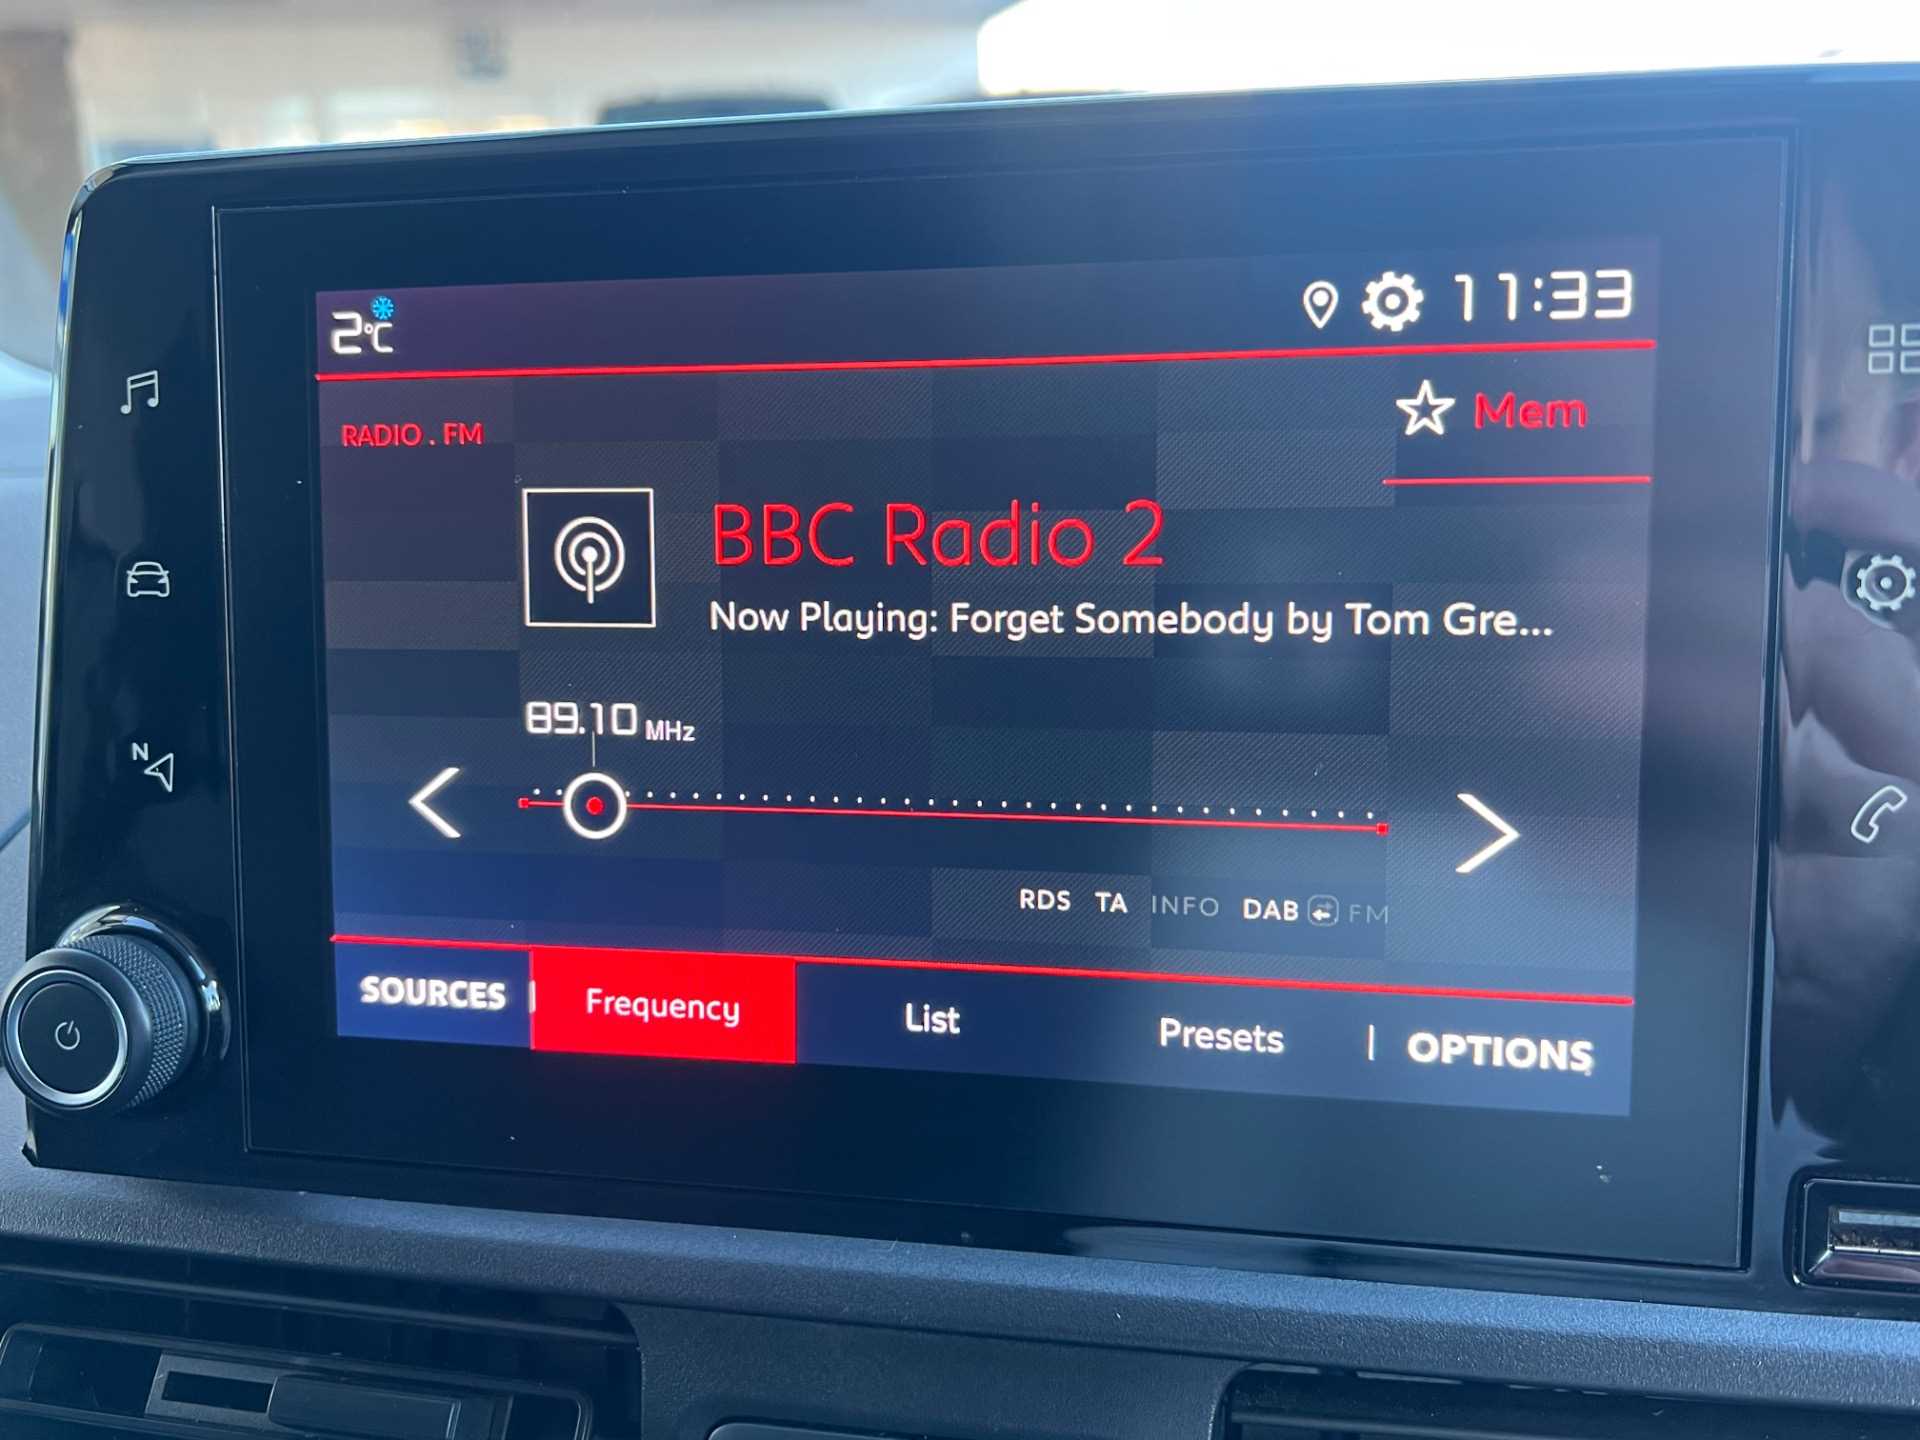 2°C
11:33
RADIO . FM
Mem
BBC Radio 2
Now Playing: Forget Somebody by Tom Gre...
89.10 MHz
RDS TA INFO DAB FM
SOURCES Frequency List Presets OPTIONS
N